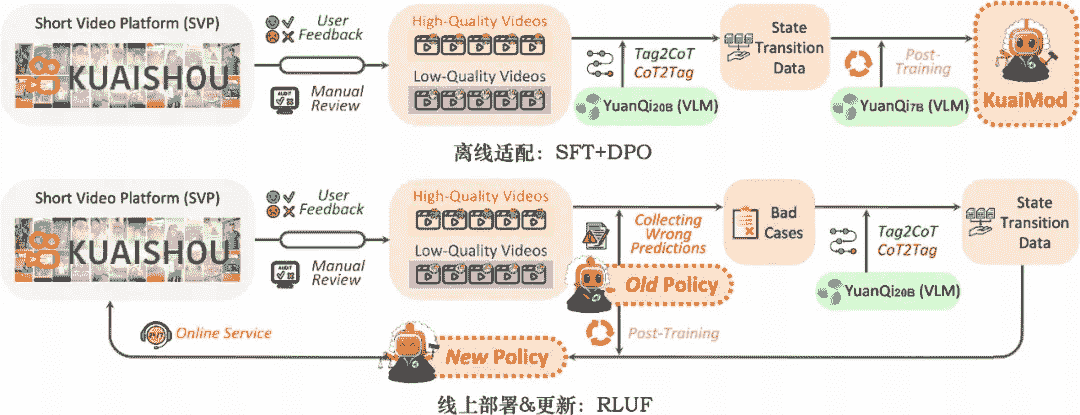 Short Video Platform (SVP)
KUAISHOU
User
Feedback
Manual
Review
AUDIT
High-Quality Videos
Low-Quality Videos
Tag2CoT
CoT2Tag
YuanQi20B (VLM)
State
Transition
Data
Post-
Training
YuanQi7B (VLM)
KuaiMod
离线适配：SFT+DPO
Short Video Platform (SVP)
KUAISHOU
User
Feedback
Manual
Review
AUDIT
High-Quality Videos
Low-Quality Videos
Collecting
Wrong
Predictions
Old Policy
Bad
Cases
Tag2CoT
CoT2Tag
YuanQi20B (VLM)
State
Transition
Data
Post-Training
New Policy
Online Service
线上部署&更新：RLUF